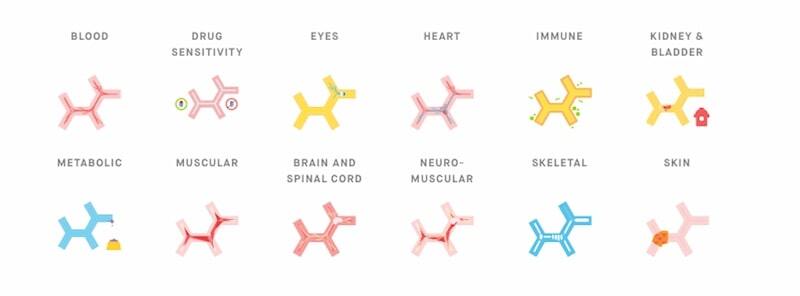 BLOOD
DRUG
SENSITIVITY
EYES
HEART
IMMUNE
KIDNEY &
BLADDER
METABOLIC
MUSCULAR
BRAIN AND
SPINAL CORD
NEURO-
MUSCULAR
SKELETAL
SKIN